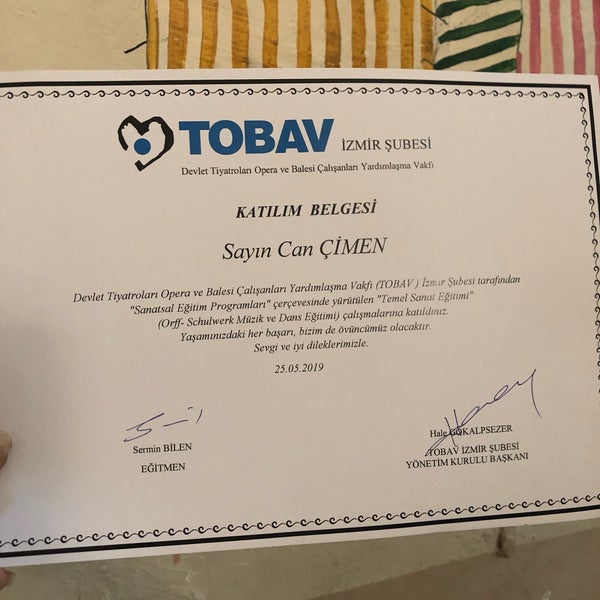 TOBAV İZMİR ŞUBESİ
Devlet Tiyatroları Opera ve Balesi Çalışanları Yardımlaşma Vakfı
KATILIM BELGESİ
Sayın Can ÇİMEN
Devlet Tiyatroları Opera ve Balesi Çalışanları Yardımlaşma Vakfı (TOBAV ) İzmir Şubesi tarafından
"Sanatsal Eğitim Programları" çerçevesinde yürütülen "Temel Sanat Eğitimi"
(Orff- Schulwerk Müzik ve Dans Eğitimi) çalışmalarına katıldınız.
Yaşamınızdaki her başarı, bizim de övüncümüz olacaktır.
Sevgi ve iyi dileklerimizle.
25.05.2019
Sermin BİLEN
EĞİTMEN
Hale GÖKALPSEZER
TOBAV İZMİR ŞUBESİ
YÖNETİM KURULU BAŞKANI